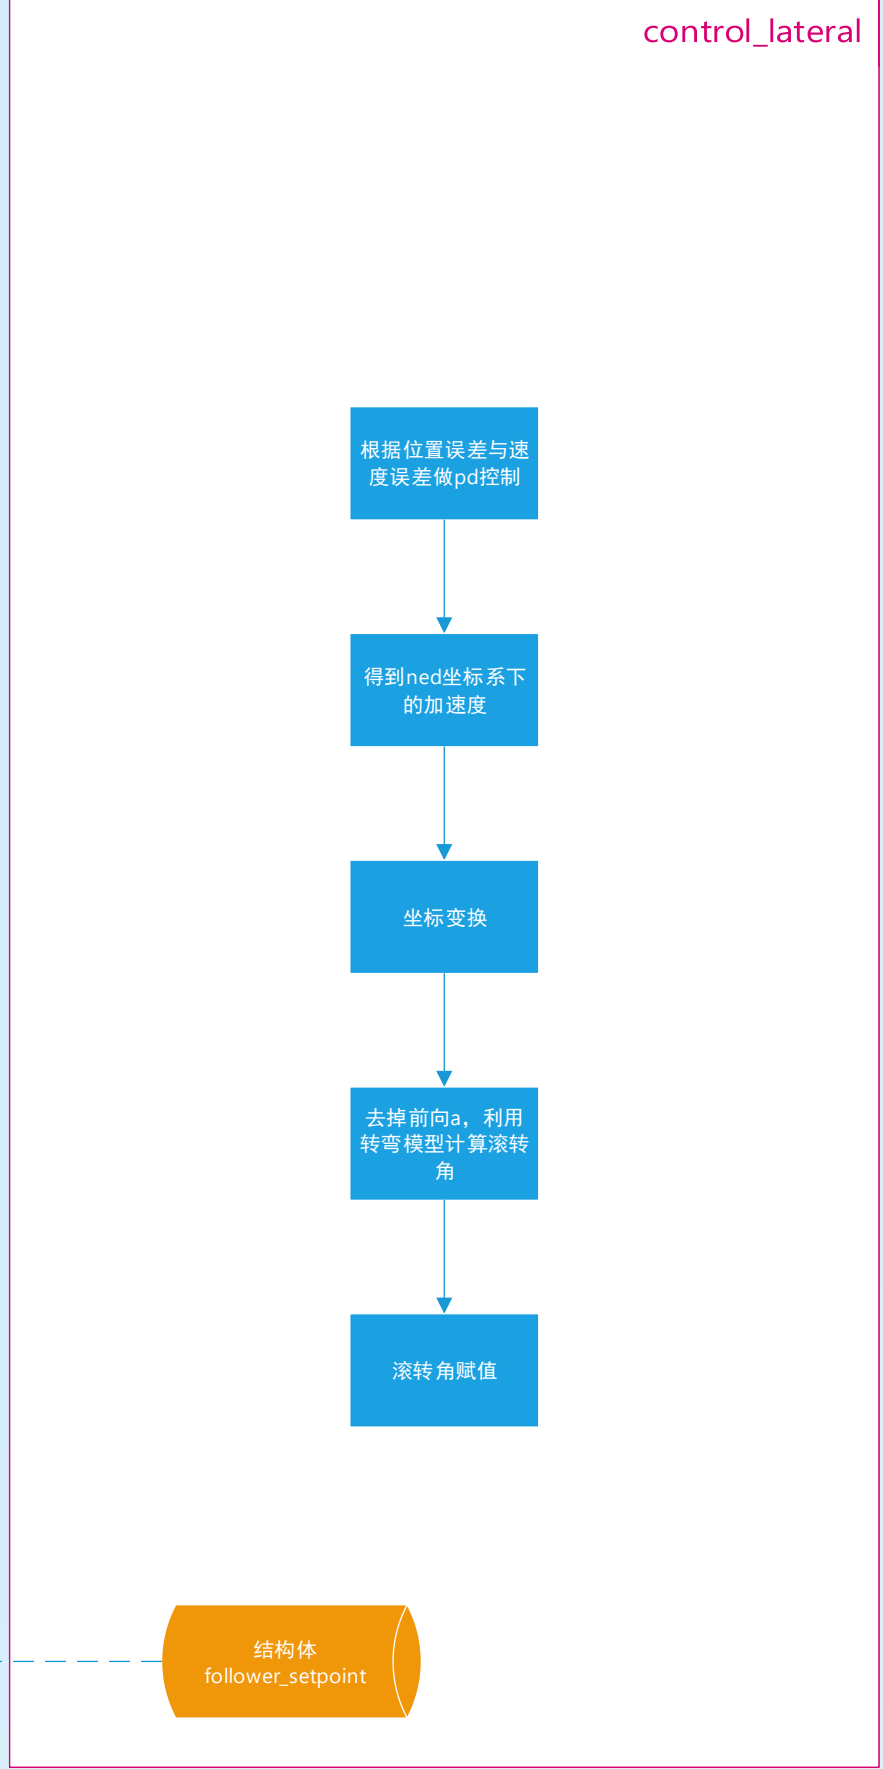 control_lateral
根据位置误差与速
度误差做pd控制
得到ned坐标系下
的加速度
坐标变换
去掉前向a，利用
转弯模型计算滚转
角
滚转角赋值
结构体
follower_setpoint